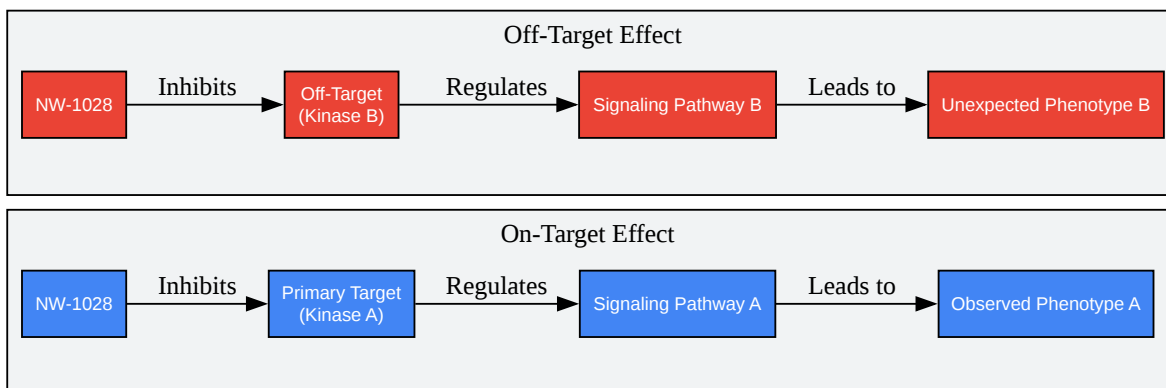 Off-Target Effect
NW-1028
Inhibits
Off-Target
(Kinase B)
Regulates
Signaling Pathway B
Leads to
Unexpected Phenotype B
On-Target Effect
NW-1028
Inhibits
Primary Target
(Kinase A)
Regulates
Signaling Pathway A
Leads to
Observed Phenotype A